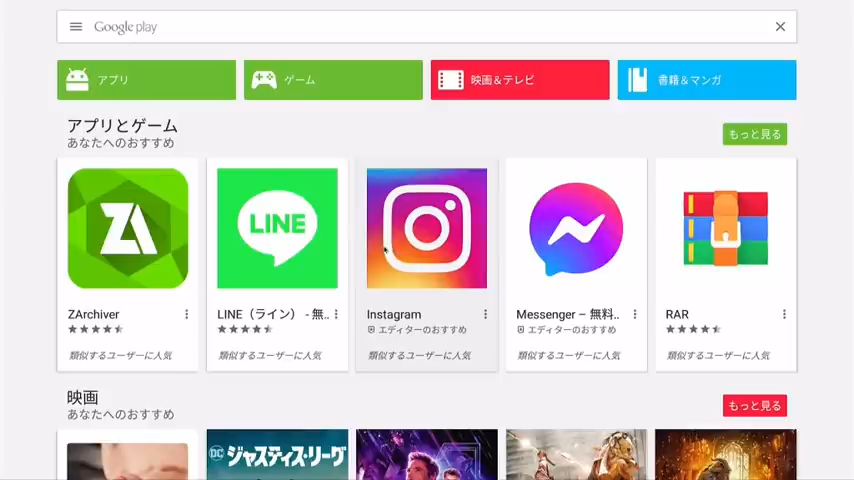 Google play
アプリ
ゲーム
映画＆テレビ
書籍＆マンガ
アプリとゲーム
あなたへのおすすめ
もっと見る
ZA
LINE
ZArchiver
LINE（ライン） - 無..
Instagram
Messenger – 無料..
RAR
エディターのおすすめ
エディターのおすすめ
類似するユーザーに人気
類似するユーザーに人気
類似するユーザーに人気
類似するユーザーに人気
類似するユーザーに人気
映画
あなたへのおすすめ
もっと見る
DC ジャスティス・リーグ